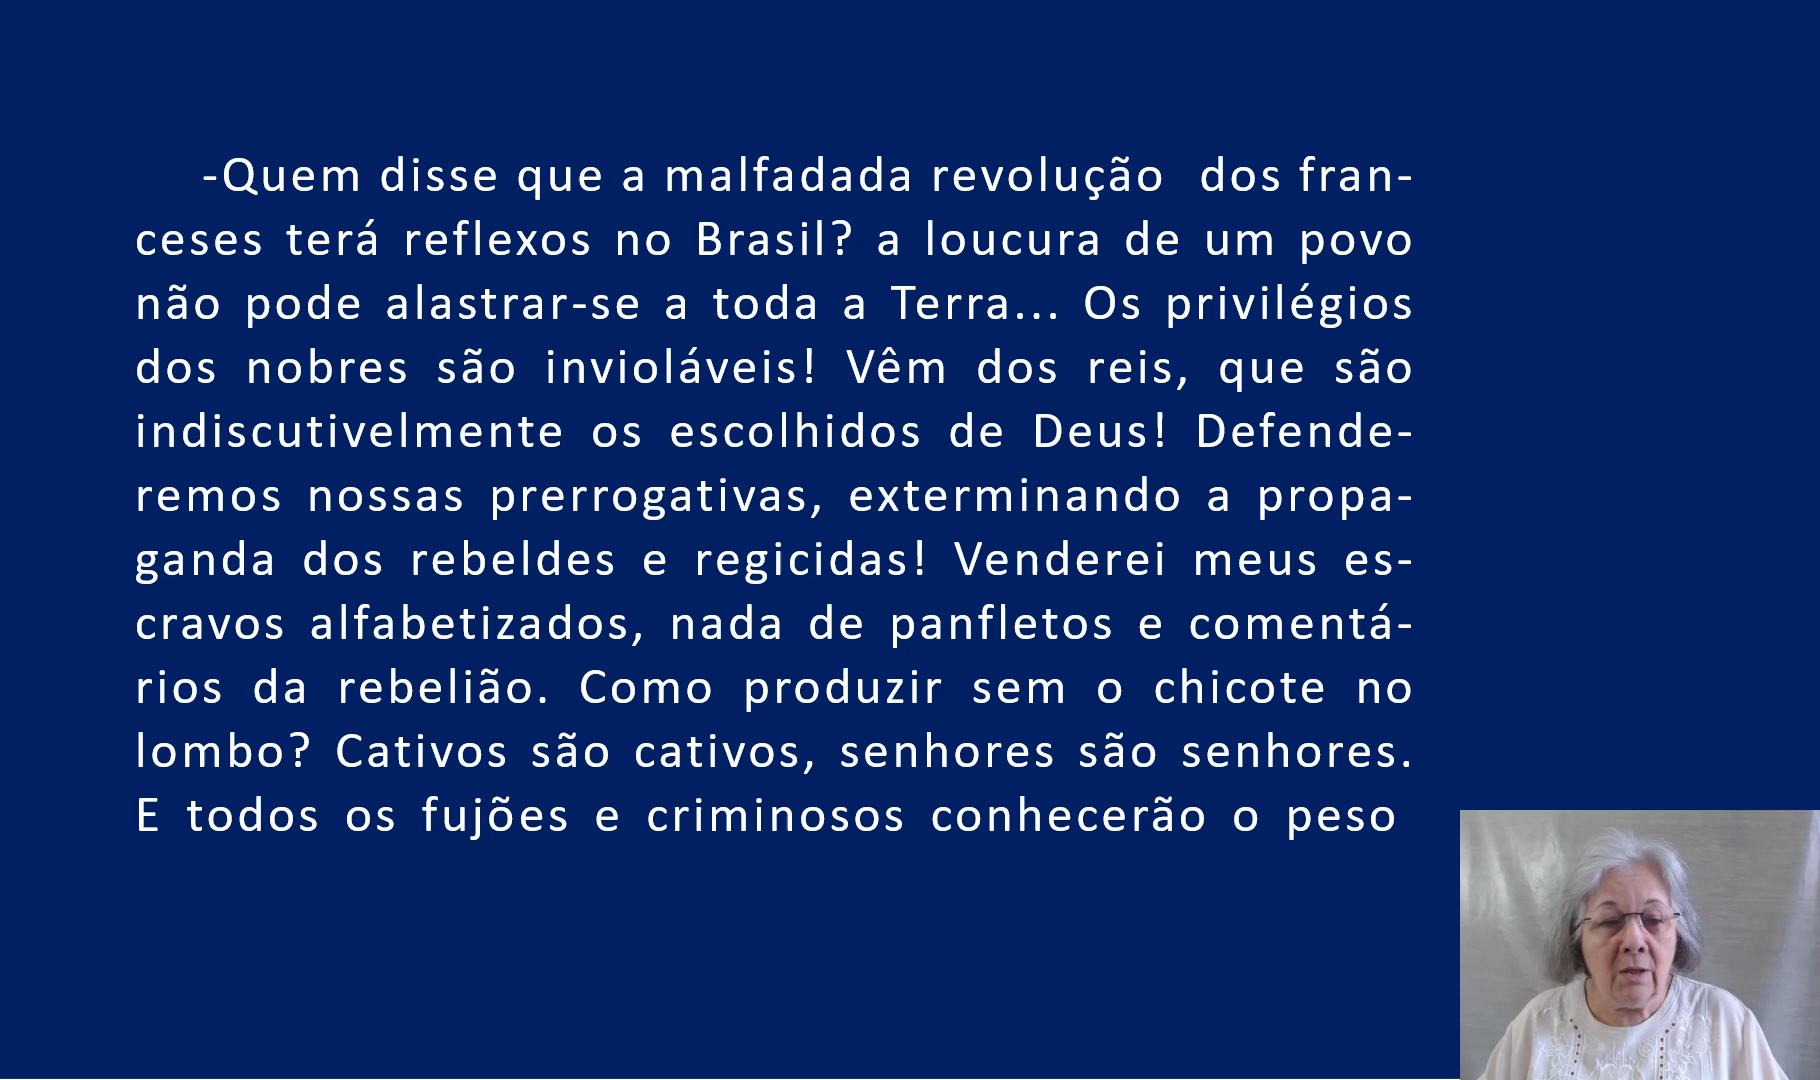 -Quem disse que a malfadada revolução  dos fran-
ceses terá reflexos no Brasil? a loucura de um povo
não pode alastrar-se a toda a Terra... Os privilégios
dos nobres são invioláveis! Vêm dos reis, que são
indiscutivelmente os escolhidos de Deus! Defende-
remos nossas prerrogativas, exterminando a propa-
ganda dos rebeldes e regicidas! Venderei meus es-
cravos alfabetizados, nada de panfletos e comentá-
rios da rebelião. Como produzir sem o chicote no
lombo? Cativos são cativos, senhores são senhores.
E todos os fujões e criminosos conhecerão o peso